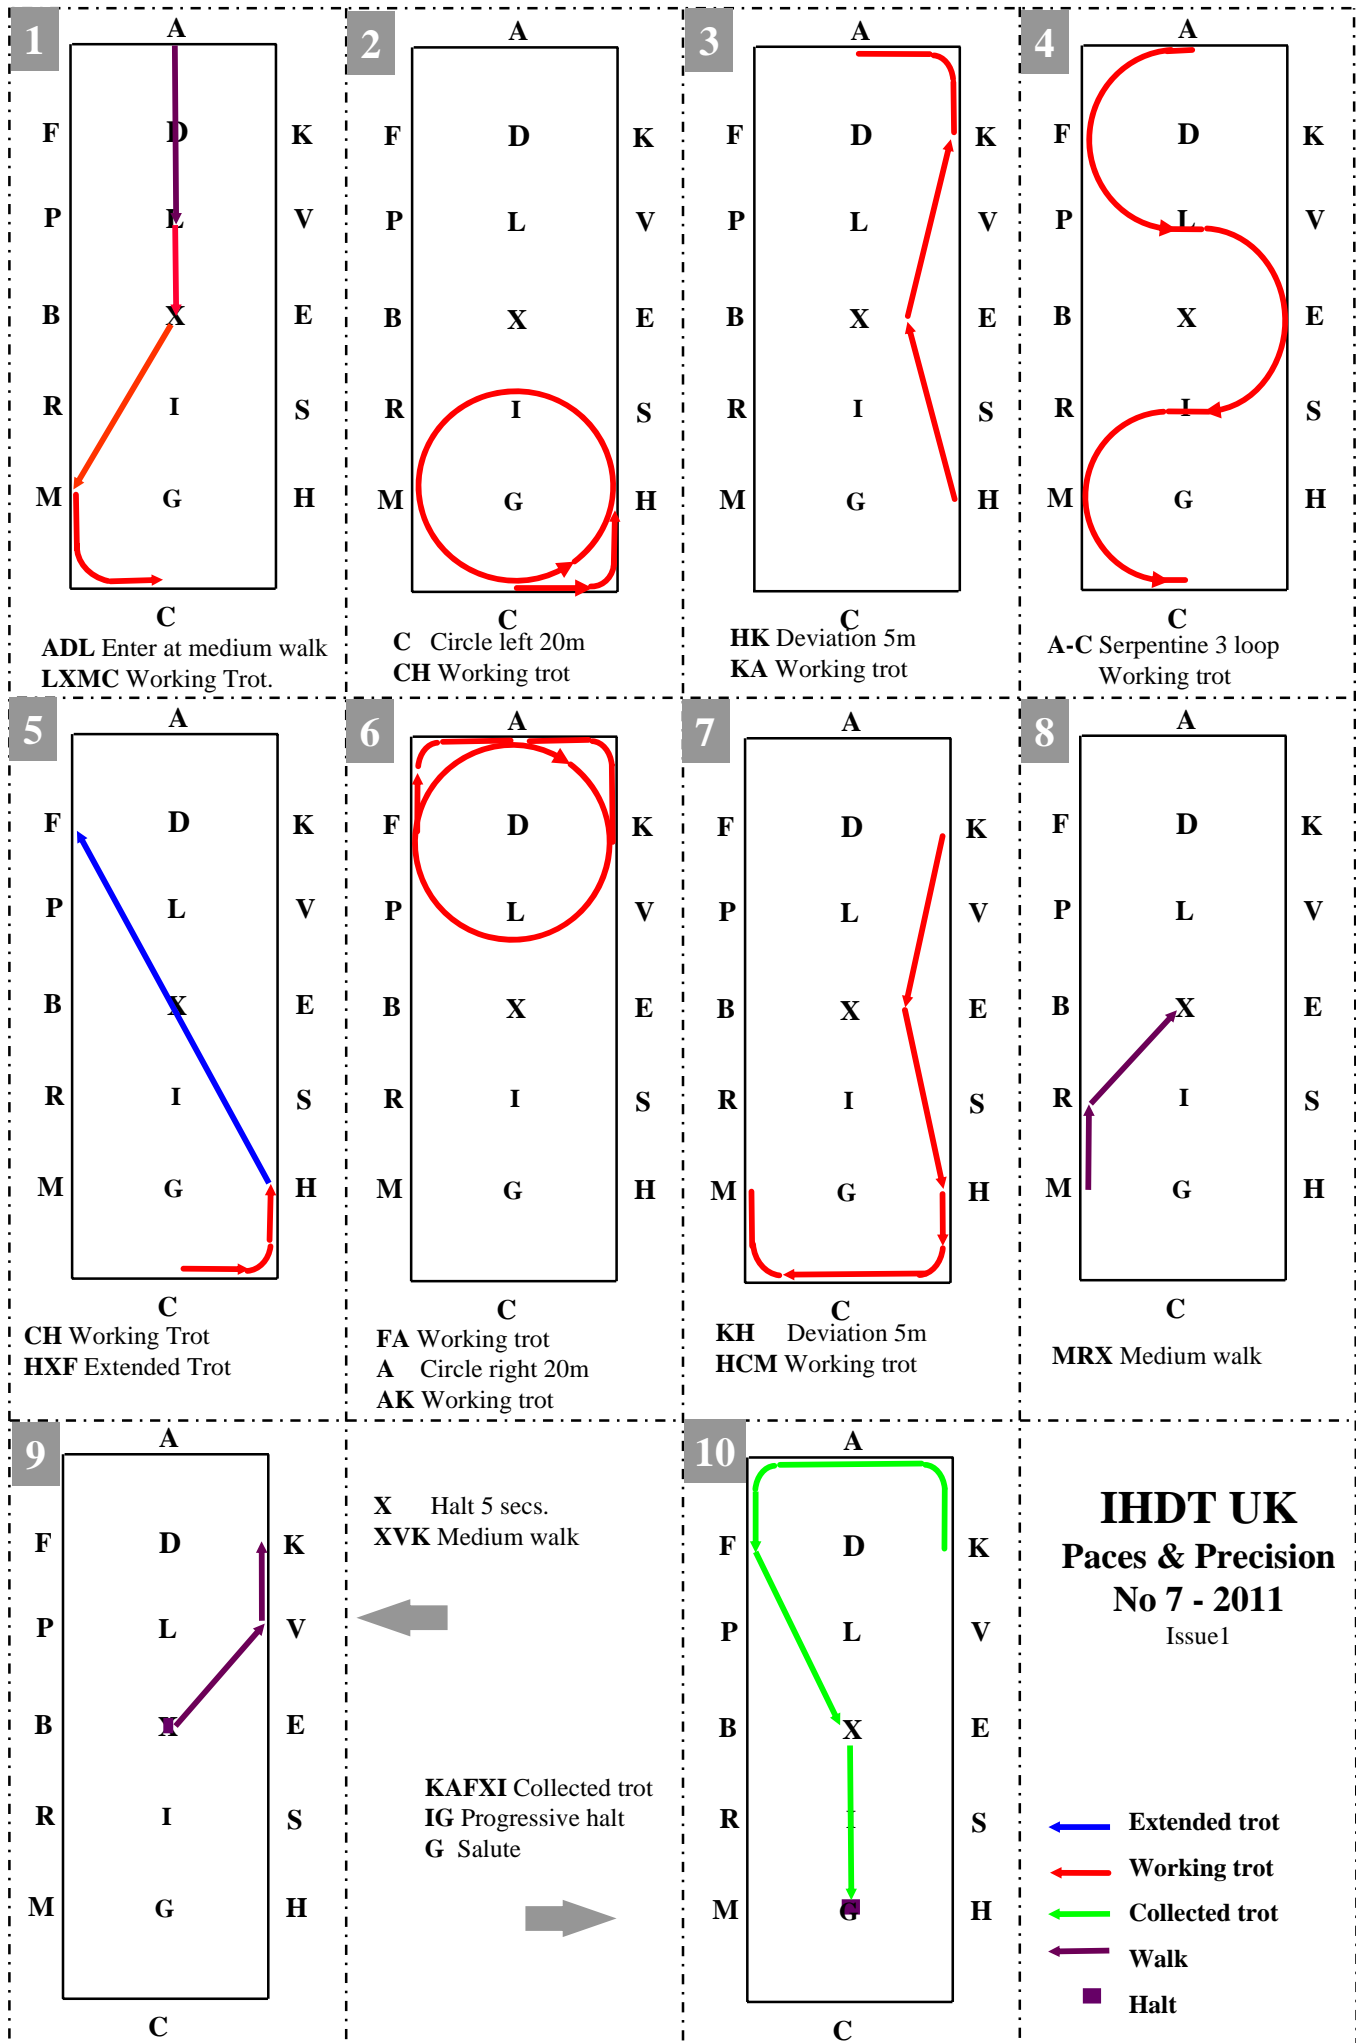 1
A
F D K
P L V
B X E
R I S
M G H
C
ADL Enter at medium walk
LXMC Working Trot.
2
A
F D K
P L V
B X E
R I S
M G H
C
C Circle left 20m
CH Working trot
3
A
F D K
P L V
B X E
R I S
M G H
C
HK Deviation 5m
KA Working trot
4
A
F D K
P L V
B X E
R I S
M G H
C
A-C Serpentine 3 loop
Working trot
5
A
F D K
P L V
B X E
R I S
M G H
C
CH Working Trot
HXF Extended Trot
6
A
F D K
P L V
B X E
R I S
M G H
C
FA Working trot
A Circle right 20m
AK Working trot
7
A
F D K
P L V
B X E
R I S
M G H
C
KH Deviation 5m
HCM Working trot
8
A
F D K
P L V
B X E
R I S
M G H
C
MRX Medium walk
9
A
F D K
P L V
B X E
R I S
M G H
C
X Halt 5 secs.
XVK Medium walk
KAFXI Collected trot
IG Progressive halt
G Salute
10
A
F D K
P L V
B X E
R I S
M G H
C
IHDT UK
Paces & Precision
No 7 - 2011
Issue1
Extended trot
Working trot
Collected trot
Walk
Halt